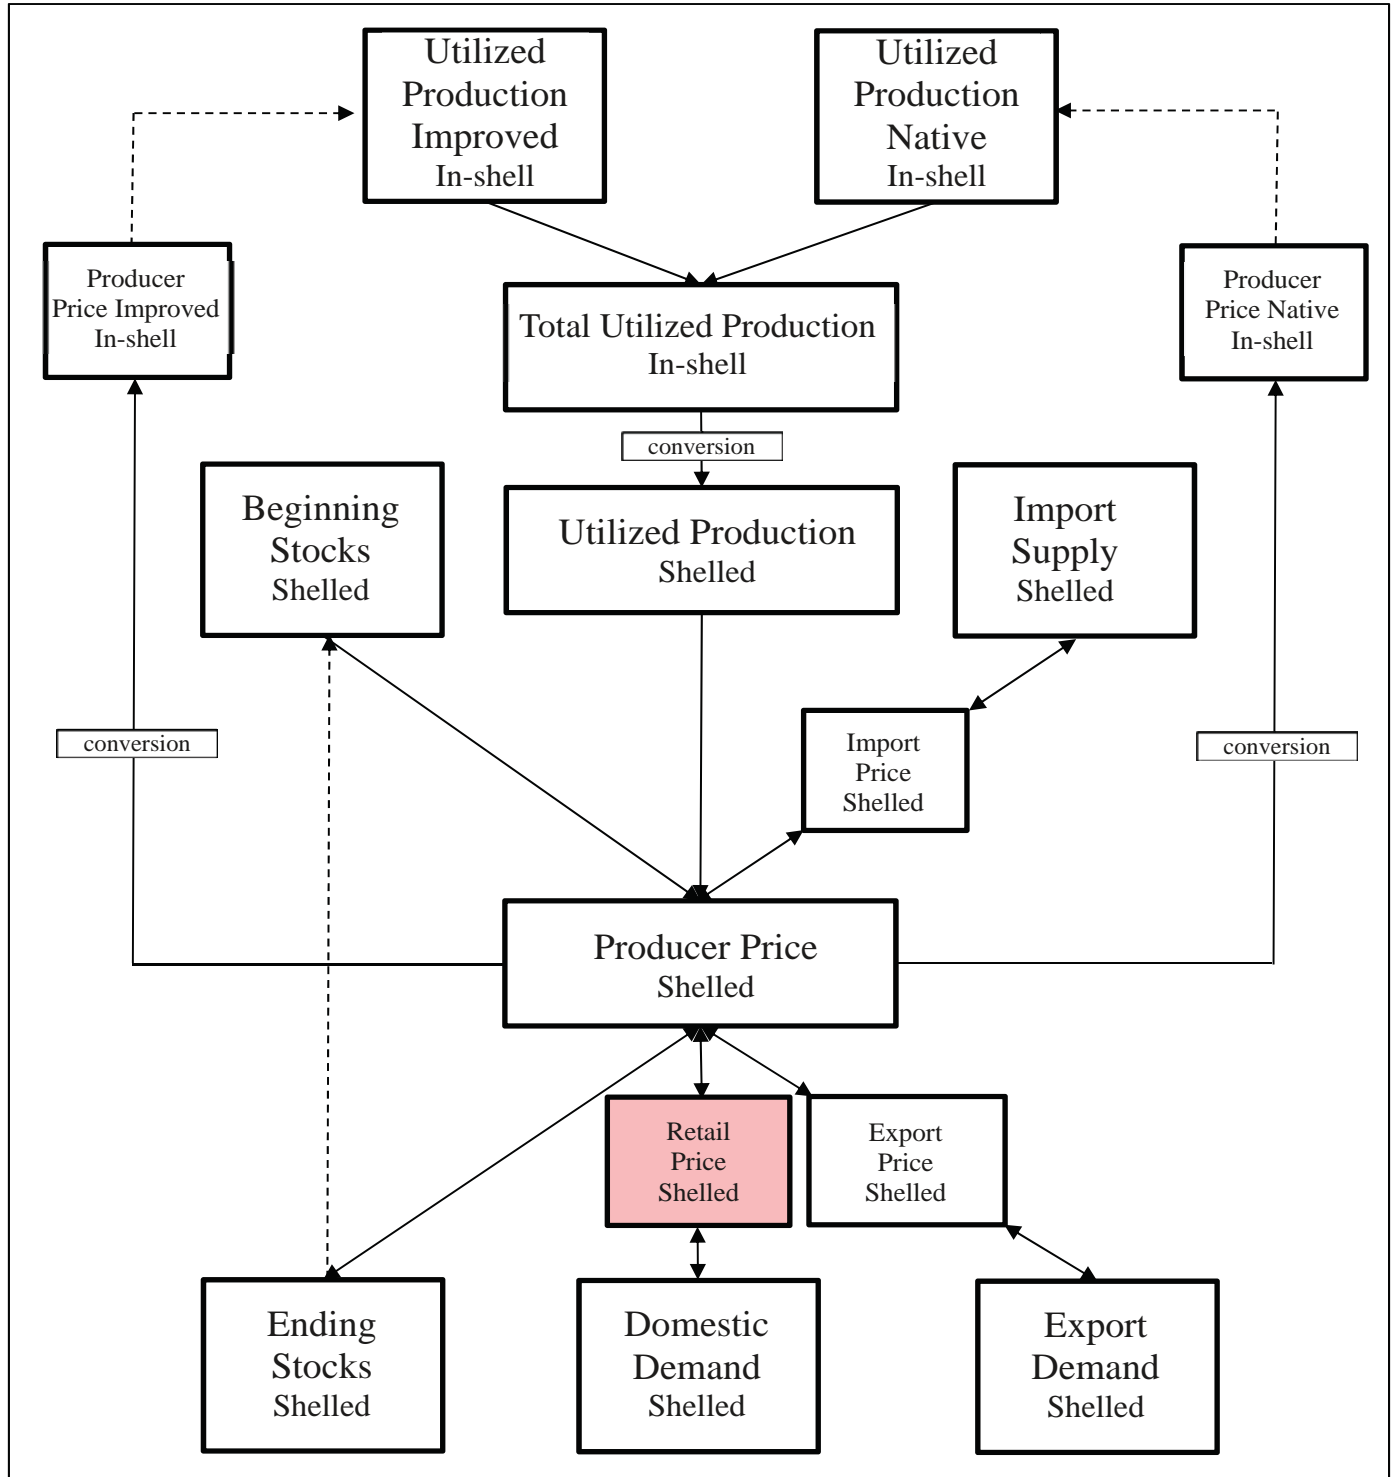 Utilized
Production
Improved
In-shell
Utilized
Production
Native
In-shell
Producer
Price Improved
In-shell
Total Utilized Production
In-shell
Producer
Price Native
In-shell
conversion
Beginning
Stocks
Shelled
Utilized Production
Shelled
Import
Supply
Shelled
conversion
Import
Price
Shelled
conversion
Producer Price
Shelled
Retail
Price
Shelled
Export
Price
Shelled
Ending
Stocks
Shelled
Domestic
Demand
Shelled
Export
Demand
Shelled